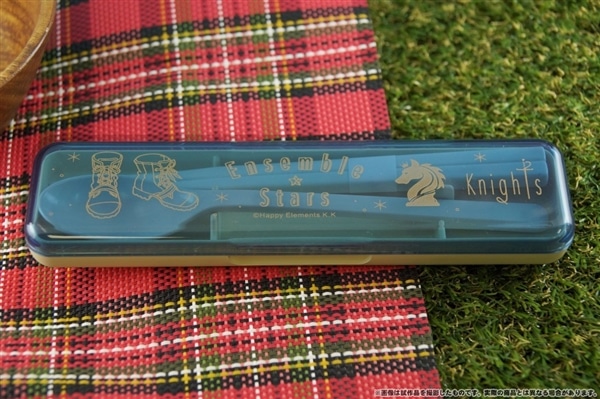 Ensemble
Stars
©Happy Elements K.K
Knights
※画像は試作品を撮影したものです。実際の商品とは異なる場合があります。